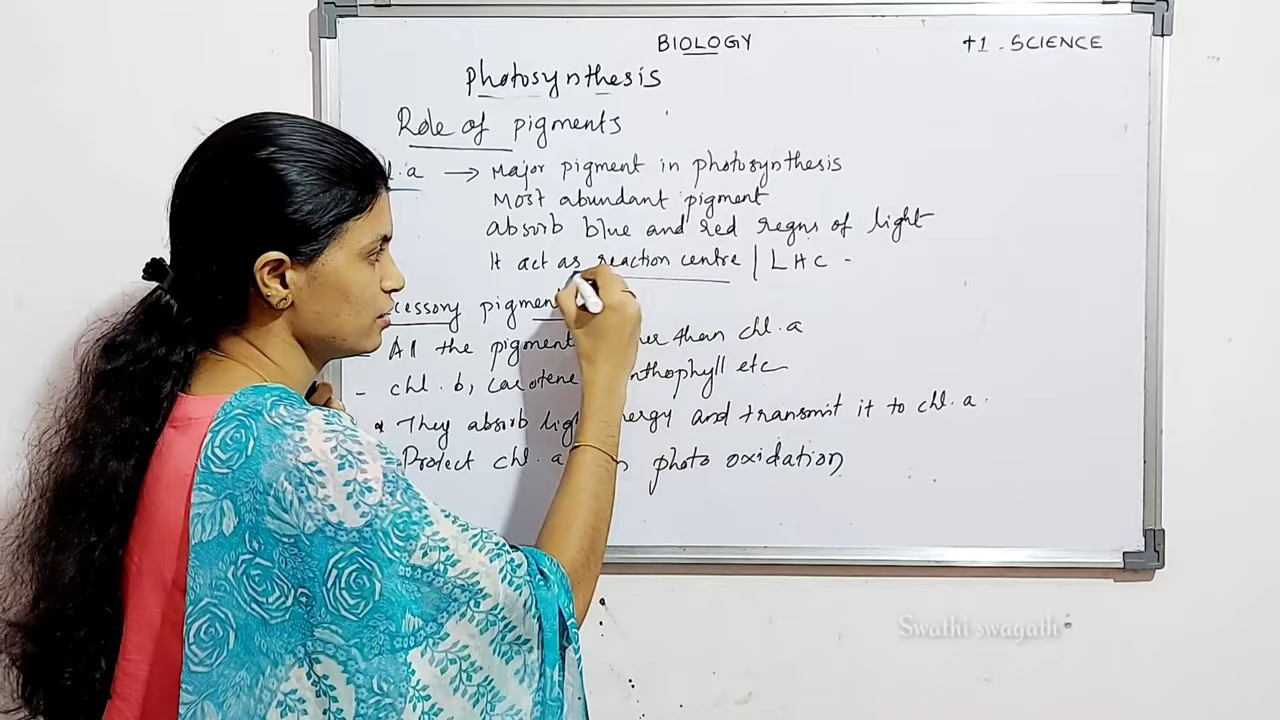 BIOLOGY
+1 - SCIENCE
photosynthesis
Role of pigments
l.a → Major pigment in photosynthesis
Most abundant pigment
absorb blue and red regns of light
It act as reaction centre | LHC -
cessory pigmen
- All the pigment than chl.a
- chl. b, carotene nthophyll etc
* They absorb lig ergy and transmit it to chl.a.
Protect chl.a photo oxidation
Swathi swagath